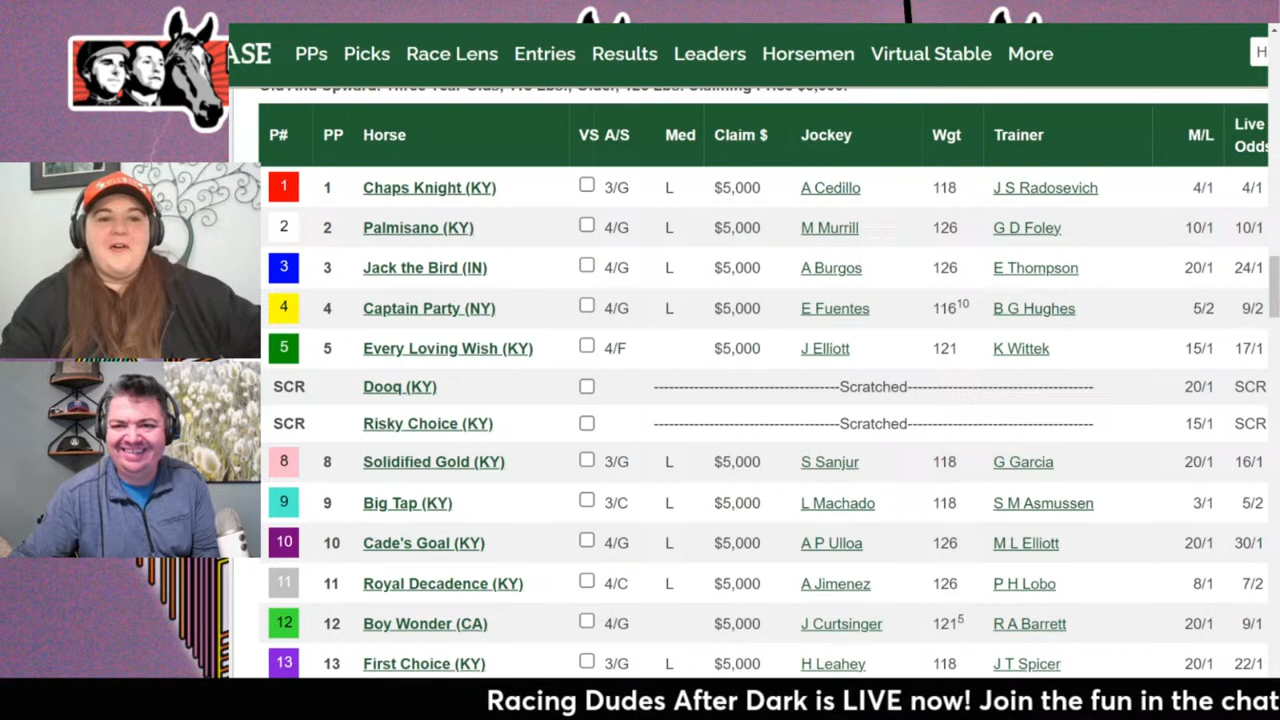 ASE PPs Picks Race Lens Entries Results Leaders Horsemen Virtual Stable More H
P# PP Horse VS A/S Med Claim $ Jockey Wgt Trainer M/L Live Odds
1 1 Chaps Knight (KY) 3/G L $5,000 A Cedillo 118 J S Radosevich 4/1 4/1
2 2 Palmisano (KY) 4/G L $5,000 M Murrill 126 G D Foley 10/1 10/1
3 3 Jack the Bird (IN) 4/G L $5,000 A Burgos 126 E Thompson 20/1 24/1
4 4 Captain Party (NY) 4/G L $5,000 E Fuentes 116¹⁰ B G Hughes 5/2 9/2
5 5 Every Loving Wish (KY) 4/F L $5,000 J Elliott 121 K Wittek 15/1 17/1
SCR Dooq (KY) ---------------------------------------Scratched--------------------------------------- 20/1 SCR
SCR Risky Choice (KY) ---------------------------------------Scratched--------------------------------------- 15/1 SCR
8 8 Solidified Gold (KY) 3/G L $5,000 S Sanjur 118 G Garcia 20/1 16/1
9 9 Big Tap (KY) 3/C L $5,000 L Machado 118 S M Asmussen 3/1 5/2
10 10 Cade's Goal (KY) 4/G L $5,000 A P Ulloa 126 M L Elliott 20/1 30/1
11 11 Royal Decadence (KY) 4/C L $5,000 A Jimenez 126 P H Lobo 8/1 7/2
12 12 Boy Wonder (CA) 4/G L $5,000 J Curtsinger 121⁵ R A Barrett 20/1 9/1
13 13 First Choice (KY) 3/G L $5,000 H Leahey 118 J T Spicer 20/1 22/1
Racing Dudes After Dark is LIVE now! Join the fun in the chat